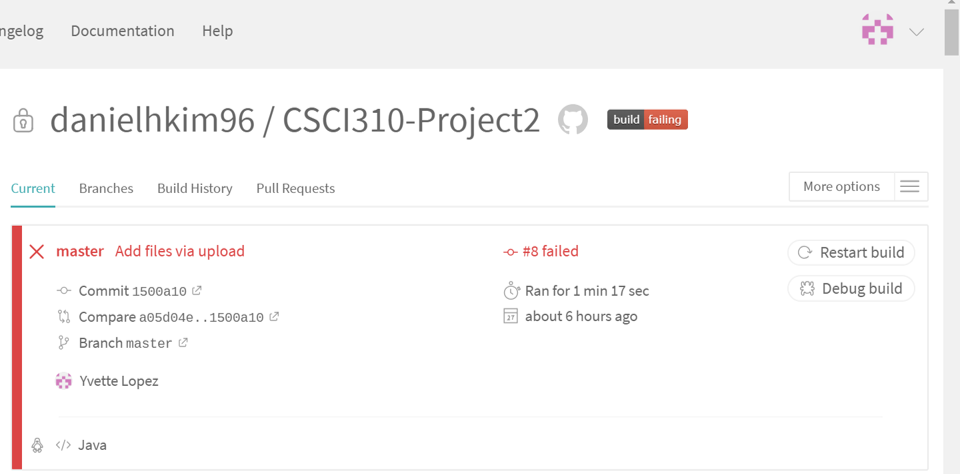 ngelog Documentation Help
danielhkim96 / CSCI310-Project2 build failing
Current Branches Build History Pull Requests More options
master Add files via upload #8 failed Restart build
Commit 1500a10 Ran for 1 min 17 sec Debug build
Compare a05d04e..1500a10 about 6 hours ago
Branch master
Yvette Lopez
Java